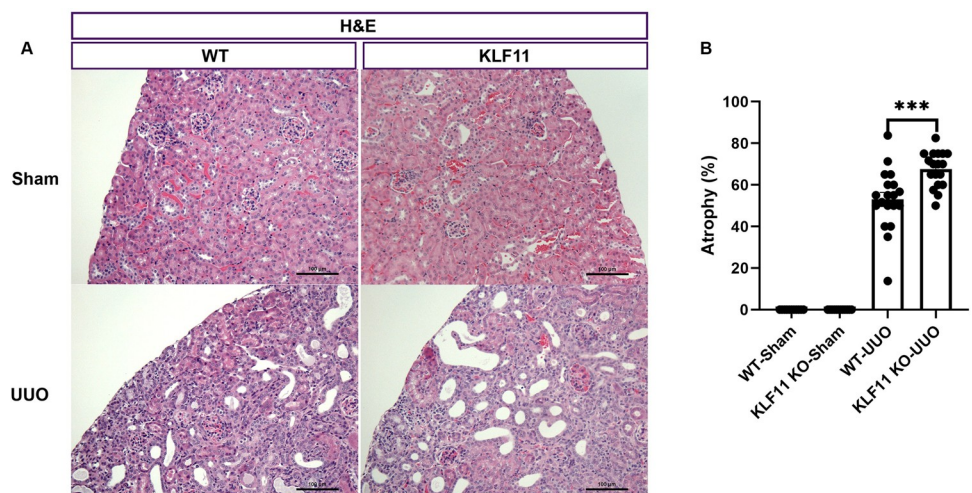 H&E
A
WT
KLF11
B
Sham
100 µm
100 µm
UUO
100 µm
100 µm
***
Atrophy (%)
100
80
60
40
20
0
WT-Sham
KLF11 KO-Sham
WT-UUO
KLF11 KO-UUO